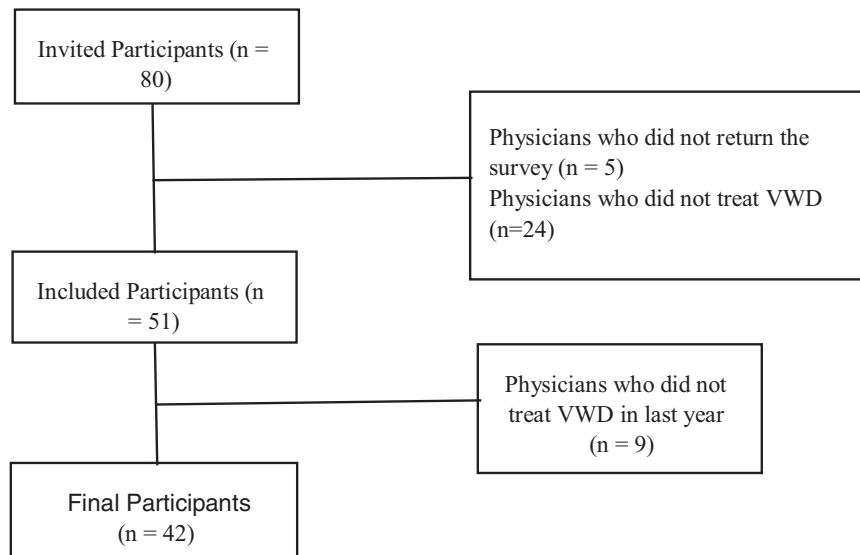 Invited Participants (n =
80)
Physicians who did not return the
survey (n = 5)
Physicians who did not treat VWD
(n=24)
Included Participants (n
= 51)
Physicians who did not
treat VWD in last year
(n = 9)
Final Participants
(n = 42)